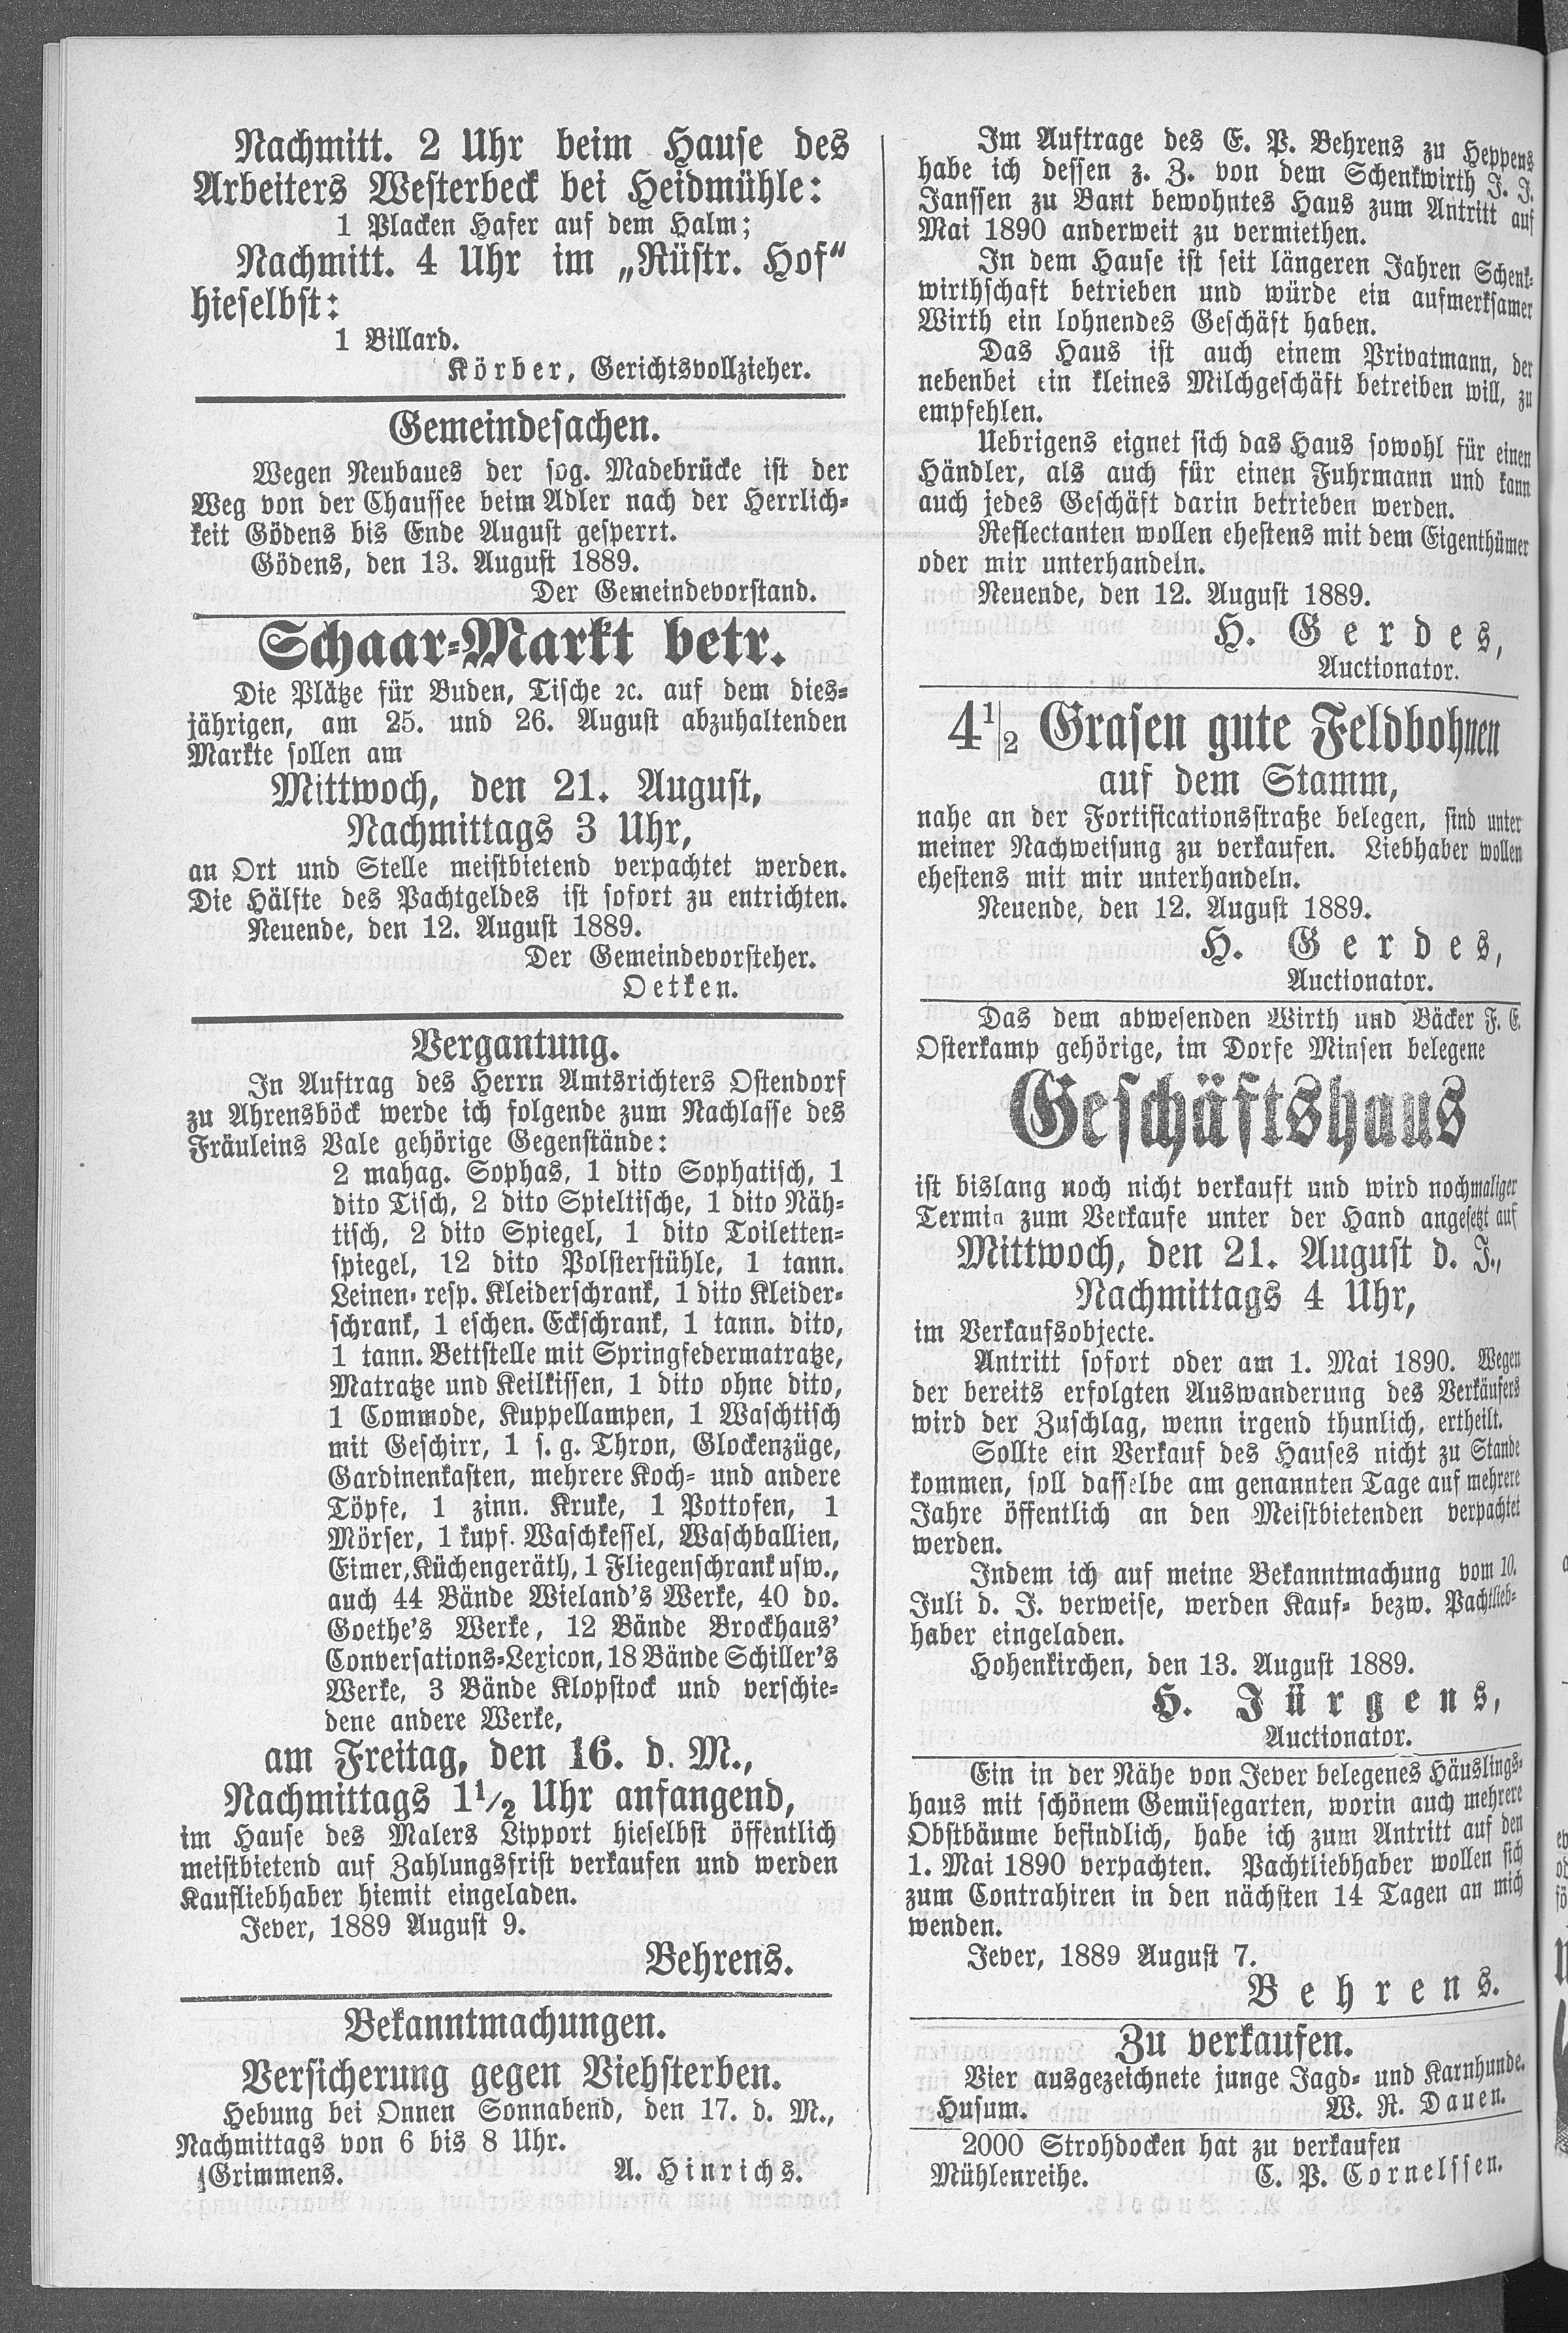 Nachmitt. 2 Uhr beim Hause des
Arbeiters Westerbeck bei Heidmühle:
1 Placken Hafer auf dem Halm;
Nachmitt. 4 Uhr im „Rüstr. Hof“
hieselbst:
1 Billard.
Körber, Gerichtsvollzieher.
Gemeindesachen.
Wegen Neubaues der sog. Madebrücke ist der
Weg von der Chaussee beim Adler nach der Herrlich-
keit Gödens bis Ende August gesperrt.
Gödens, den 13. August 1889.
Der Gemeindevorstand.
Schaar-Markt betr.
Die Plätze für Buden, Tische ꝛc. auf dem dies-
jährigen, am 25. und 26. August abzuhaltenden
Markte sollen am
Mittwoch, den 21. August,
Nachmittags 3 Uhr,
an Ort und Stelle meistbietend verpachtet werden.
Die Hälfte des Pachtgeldes ist sofort zu entrichten.
Neuende, den 12. August 1889.
Der Gemeindevorsteher.
Oetken.
Vergantung.
In Auftrag des Herrn Amtsrichters Ostendorf
zu Ahrensböck werde ich folgende zum Nachlasse des
Fräuleins Vale gehörige Gegenstände:
2 mahag. Sophas, 1 dito Sophatisch, 1
dito Tisch, 2 dito Spieltische, 1 dito Näh-
tisch, 2 dito Spiegel, 1 dito Toiletten-
spiegel, 12 dito Polsterstühle, 1 tann.
Leinen- resp. Kleiderschrank, 1 dito Kleider-
schrank, 1 eschen. Eckschrank, 1 tann. dito,
1 tann. Bettstelle mit Springfedermatratze,
Matratze und Keilkissen, 1 dito ohne dito,
1 Commode, Kuppellampen, 1 Waschtisch
mit Geschirr, 1 s. g. Thron, Glockenzüge,
Gardinenkasten, mehrere Koch- und andere
Töpfe, 1 zinn. Kruke, 1 Pottofen, 1
Mörser, 1 kupf. Waschkessel, Waschballien,
Eimer, Küchengeräth, 1 Fliegenschrank usw.,
auch 44 Bände Wieland's Werke, 40 do.
Goethe's Werke, 12 Bände Brockhaus'
Conversations-Lexicon, 18 Bände Schiller's
Werke, 3 Bände Klopstock und verschie-
dene andere Werke,
am Freitag, den 16. d. M.,
Nachmittags 1½ Uhr anfangend,
im Hause des Malers Lipport hieselbst öffentlich
meistbietend auf Zahlungsfrist verkaufen und werden
Kaufliebhaber hiemit eingeladen.
Jever, 1889 August 9.
Behrens.
Bekanntmachungen.
Versicherung gegen Viehsterben.
Hebung bei Onnen Sonnabend, den 17. d. M.,
Nachmittags von 6 bis 8 Uhr.
Grimmens. A. Hinrichs.
Im Auftrage des E. P. Behrens zu Heppens
habe ich dessen z. Z. von dem Schenkwirth J. J.
Janssen zu Bant bewohntes Haus zum Antritt auf
Mai 1890 anderweit zu vermiethen.
In dem Hause ist seit längeren Jahren Schenk-
wirthschaft betrieben und würde ein aufmerksamer
Wirth ein lohnendes Geschäft haben.
Das Haus ist auch einem Privatmann, der
nebenbei ein kleines Milchgeschäft betreiben will, zu
empfehlen.
Uebrigens eignet sich das Haus sowohl für einen
Händler, als auch für einen Fuhrmann und kann
auch jedes Geschäft darin betrieben werden.
Reflectanten wollen ehestens mit dem Eigenthümer
oder mir unterhandeln.
Neuende, den 12. August 1889.
H. Gerdes,
Auctionator.
4½ Grasen gute Feldbohnen
auf dem Stamm,
nahe an der Fortificationsstraße belegen, sind unter
meiner Nachweisung zu verkaufen. Liebhaber wollen
ehestens mit mir unterhandeln.
Neuende, den 12. August 1889.
H. Gerdes,
Auctionator.
Das dem abwesenden Wirth und Bäcker F. E.
Osterkamp gehörige, im Dorfe Minsen belegene
Geschäftshaus
ist bislang noch nicht verkauft und wird nochmaliger
Termin zum Verkaufe unter der Hand angesetzt auf
Mittwoch, den 21. August d. J.,
Nachmittags 4 Uhr,
im Verkaufsobjecte.
Antritt sofort oder am 1. Mai 1890. Wegen
der bereits erfolgten Auswanderung des Verkäufers
wird der Zuschlag, wenn irgend thunlich, ertheilt.
Sollte ein Verkauf des Hauses nicht zu Stande
kommen, soll dasselbe am genannten Tage auf mehrere
Jahre öffentlich an den Meistbietenden verpachtet
werden.
Indem ich auf meine Bekanntmachung vom 10.
Juli d. J. verweise, werden Kauf- bezw. Pachtlieb-
haber eingeladen.
Hohenkirchen, den 13. August 1889.
H. Jürgens,
Auctionator.
Ein in der Nähe von Jever belegenes Häuslings-
haus mit schönem Gemüsegarten, worin auch mehrere
Obstbäume befindlich, habe ich zum Antritt auf den
1. Mai 1890 verpachten. Pachtliebhaber wollen sich
zum Contrahiren in den nächsten 14 Tagen an mich
wenden.
Jever, 1889 August 7.
Behrens.
Zu verkaufen.
Vier ausgezeichnete junge Jagd- und Karnhunde.
Husum. W. R. Dauen.
2000 Strohdocken hat zu verkaufen
Mühlenreihe. C. P. Cornelssen.